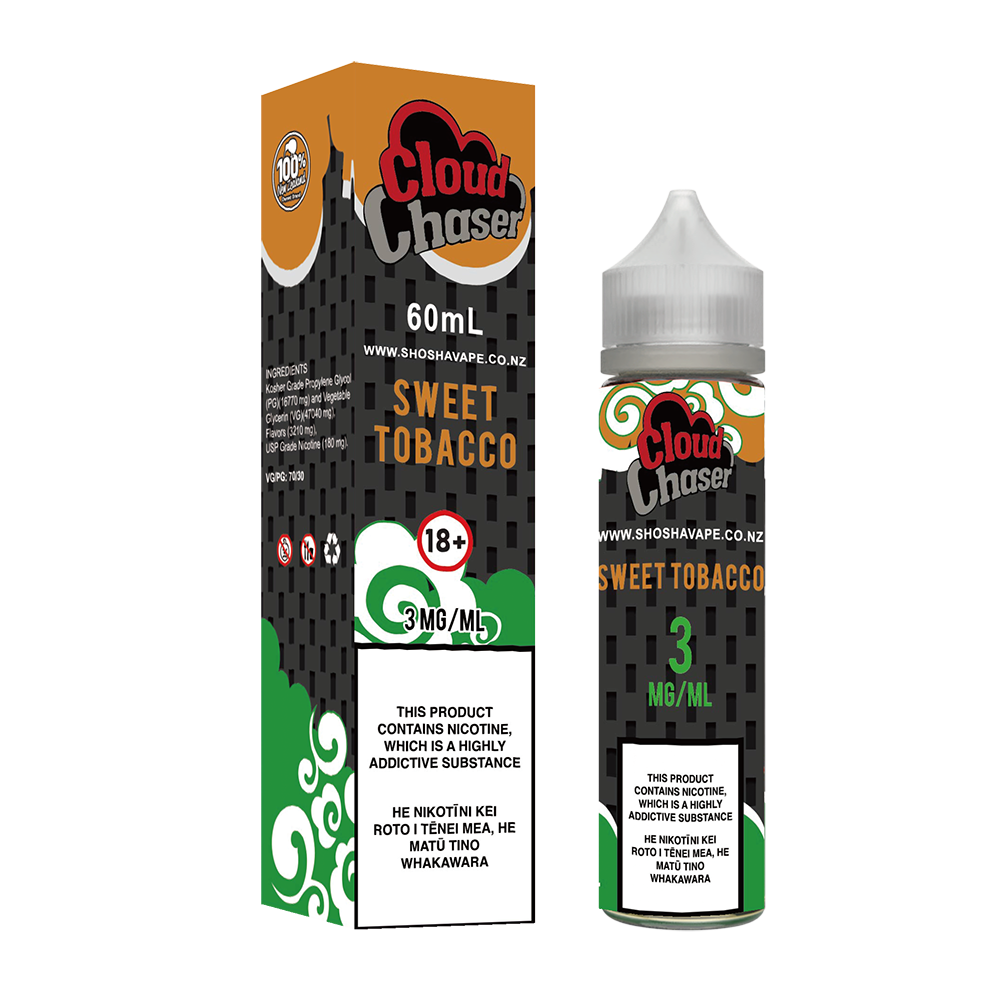 100%
New Zealand
Owned Brand
Cloud
Chaser
60mL
WWW.SHOSHAVAPE.CO.NZ
SWEET
TOBACCO
INGREDIENTS
Kosher Grade Propylene Glycol
(PG)(16770 mg) and Vegetable
Glycerin (VG)(47040 mg),
Flavors (3210 mg),
USP Grade Nicotine (180 mg).
VG/PG: 70/30
18+
3 MG/ML
THIS PRODUCT
CONTAINS NICOTINE,
WHICH IS A HIGHLY
ADDICTIVE SUBSTANCE
HE NIKOTĪNI KEI
ROTO I TĒNEI MEA, HE
MATŪ TINO
WHAKAWARA
Cloud
Chaser
WWW.SHOSHAVAPE.CO.NZ
SWEET TOBACCO
3
MG/ML
THIS PRODUCT
CONTAINS NICOTINE,
WHICH IS A HIGHLY
ADDICTIVE SUBSTANCE
HE NIKOTĪNI KEI
ROTO I TĒNEI MEA, HE
MATŪ TINO
WHAKAWARA